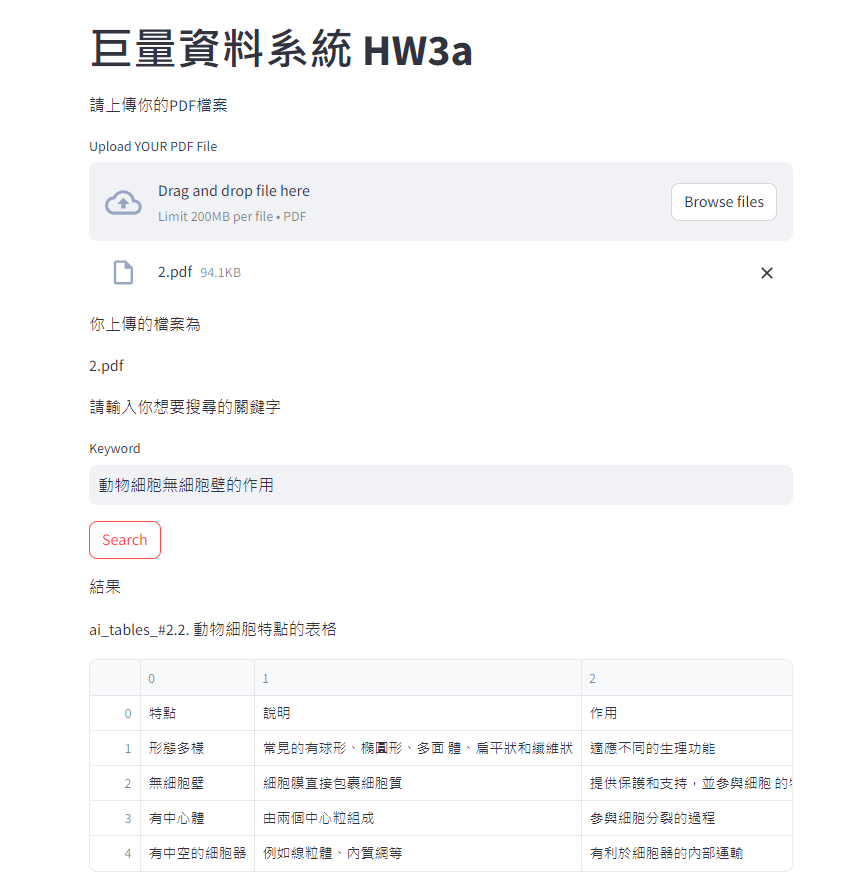 巨量資料系統 HW3a
請上傳你的PDF檔案
Upload YOUR PDF File
Drag and drop file here
Limit 200MB per file • PDF
Browse files
2.pdf 94.1KB
你上傳的檔案為
2.pdf
請輸入你想要搜尋的關鍵字
Keyword
動物細胞無細胞壁的作用
Search
結果
ai_tables_#2.2. 動物細胞特點的表格
0 1 2
0 特點 說明 作用
1 形態多樣 常見的有球形、橢圓形、多面 體、扁平狀和纖維狀 適應不同的生理功能
2 無細胞壁 細胞膜直接包裹細胞質 提供保護和支持，並參與細胞 的
3 有中心體 由兩個中心粒組成 參與細胞分裂的過程
4 有中空的細胞器 例如線粒體、內質網等 有利於細胞器的內部運輸